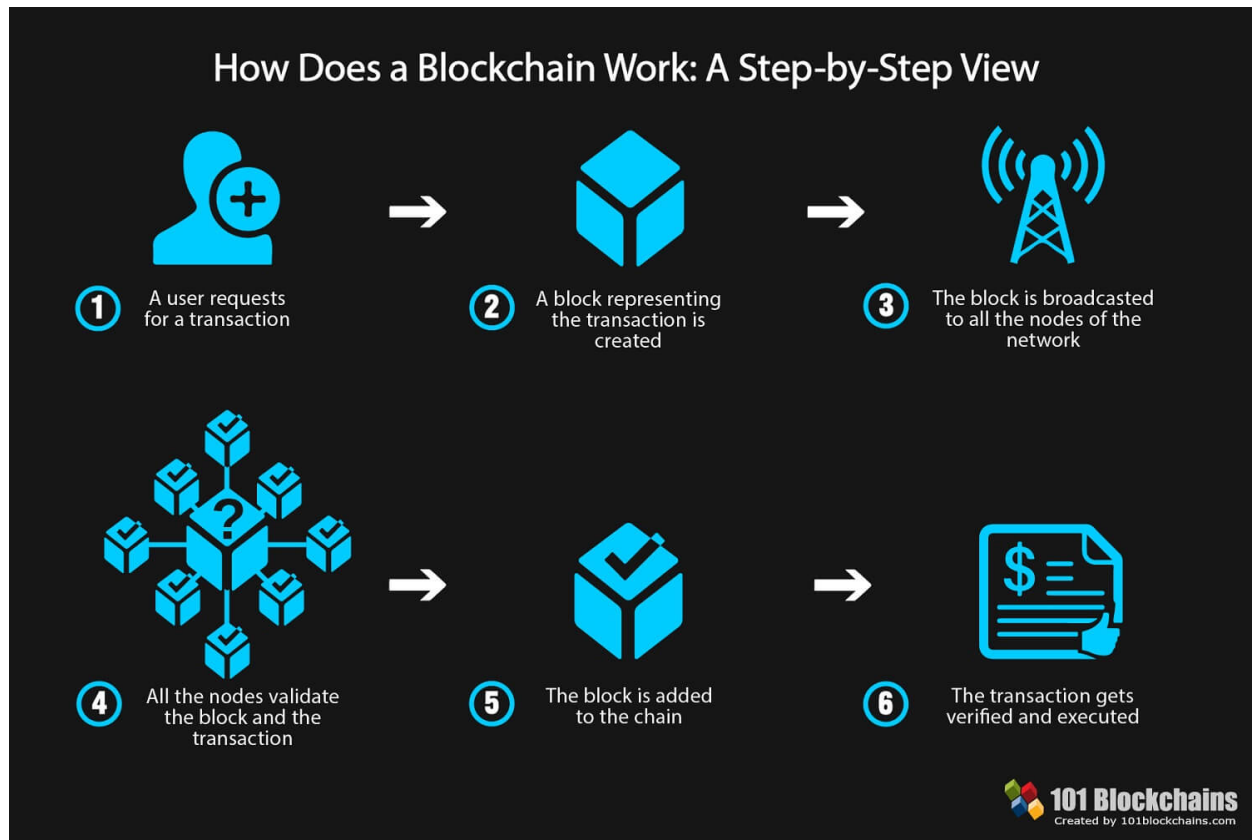 How Does a Blockchain Work: A Step-by-Step View
1
A user requests
for a transaction
2
A block representing
the transaction is
created
3
The block is broadcasted
to all the nodes of the
network
?
4
All the nodes validate
the block and the
transaction
5
The block is added
to the chain
$
6
The transaction gets
verified and executed
101 Blockchains
Created by 101blockchains.com